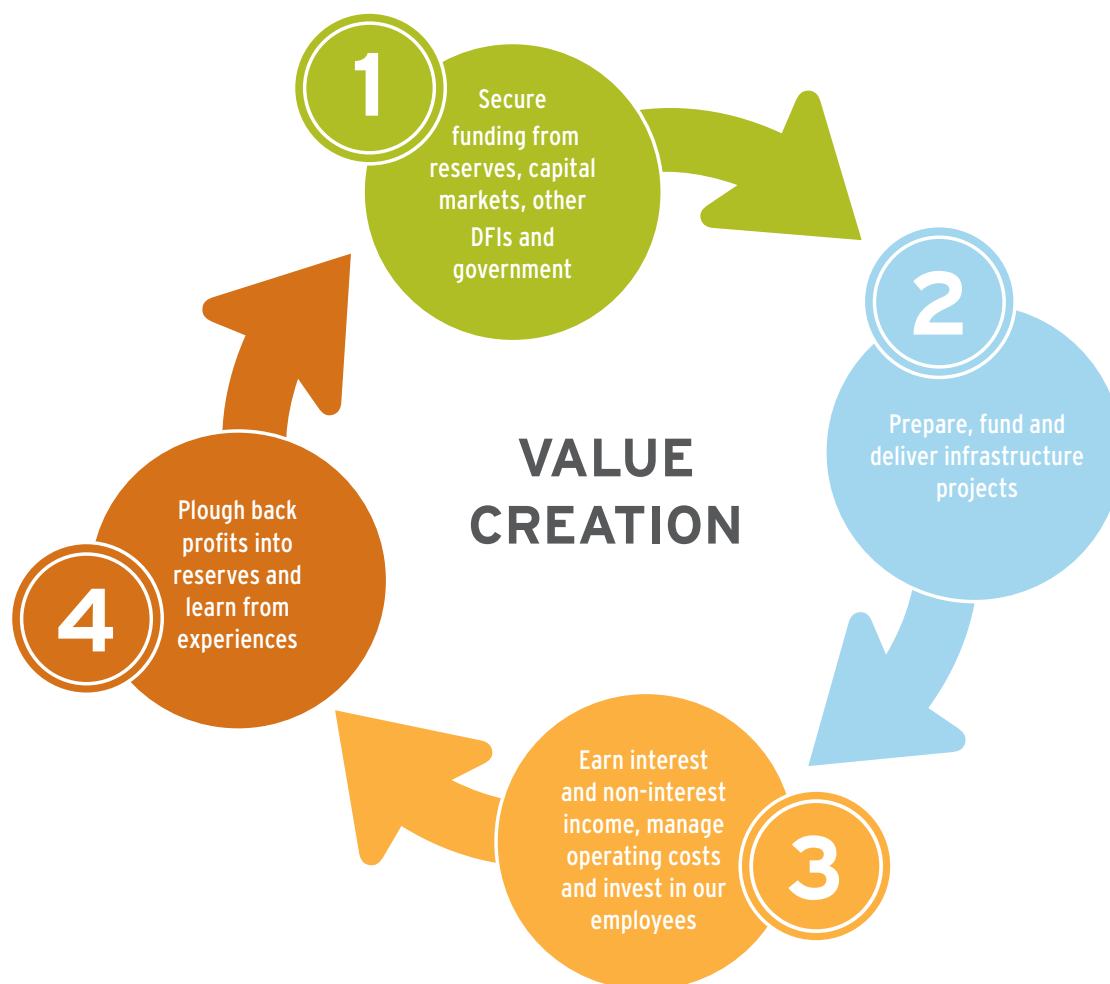 1
Secure
funding from
reserves, capital
markets, other
DFIs and
government
2
Prepare, fund and
deliver infrastructure
projects
VALUE
CREATION
3
Earn interest
and non-interest
income, manage
operating costs
and invest in our
employees
4
Plough back
profits into
reserves and
learn from
experiences